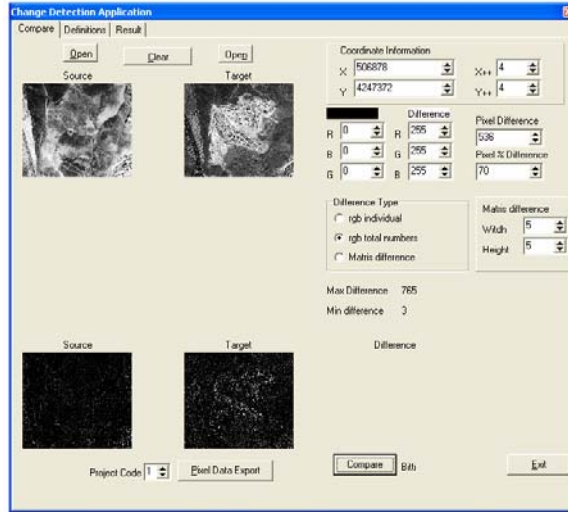 Change Detection Application
Compare Definitions Result
Open Clear Open
Source Target
Coordinate Information
X 506878 X++ 4
Y 4247372 Y++ 4
Difference
R 0 R 255
B 0 G 255
G 0 B 255
Pixel Difference
536
Pixel % Difference
70
Difference Type
rgb individual
rgb total numbers
Matris difference
Matris difference
Witdh 5
Height 5
Max Difference 765
Min difference 3
Source Target Difference
Project Code 1 Pixel Data Export
Compare Exit